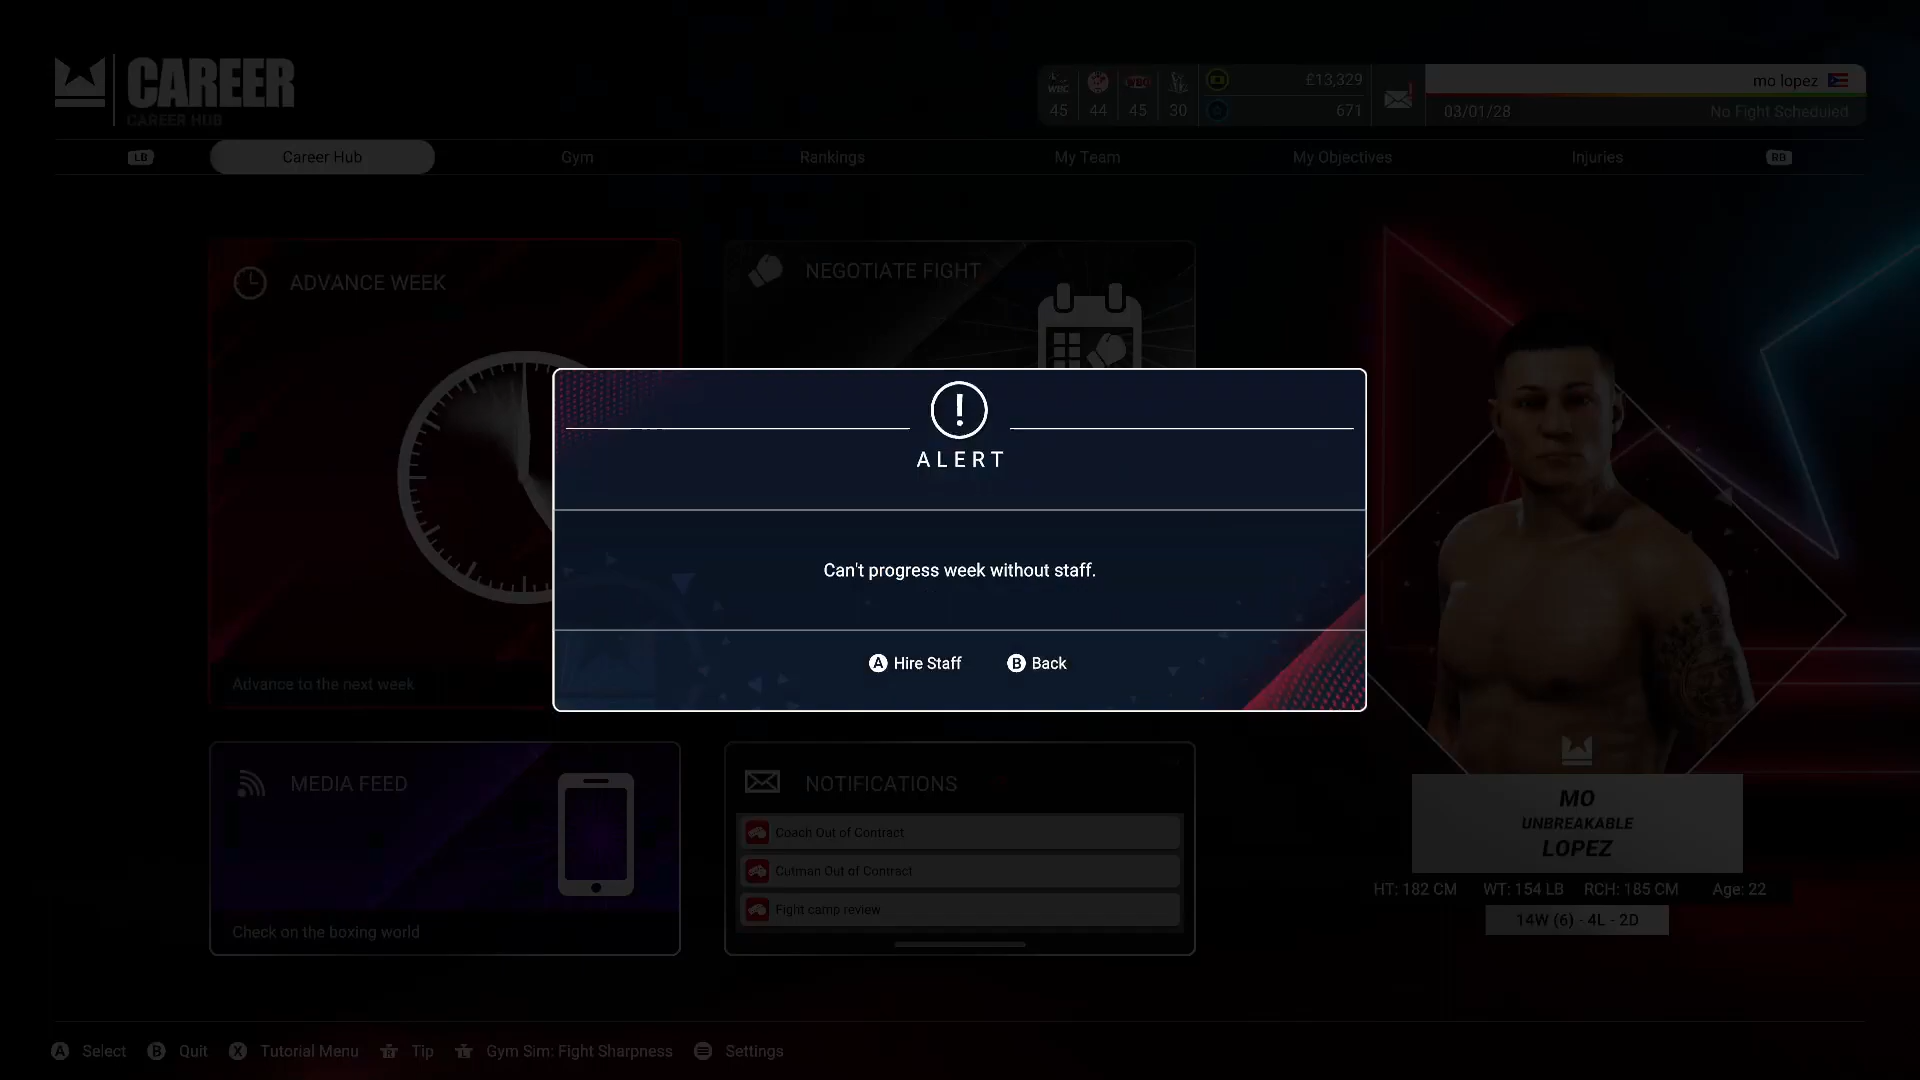 CAREER
CAREER HUB
WBC
45
44
45
30
£13,329
671
mo lopez
03/01/28
No Fight Scheduled
LB
Career Hub
Gym
Rankings
My Team
My Objectives
Injuries
RB
ADVANCE WEEK
Advance to the next week
NEGOTIATE FIGHT
!
ALERT
Can't progress week without staff.
A Hire Staff
B Back
MEDIA FEED
Check on the boxing world
NOTIFICATIONS
Coach Out of Contract
Cutman Out of Contract
Fight camp review
MO
UNBREAKABLE
LOPEZ
HT: 182 CM WT: 154 LB RCH: 185 CM Age: 22
14W (6) - 4L - 2D
A Select B Quit X Tutorial Menu R Tip L Gym Sim: Fight Sharpness Settings